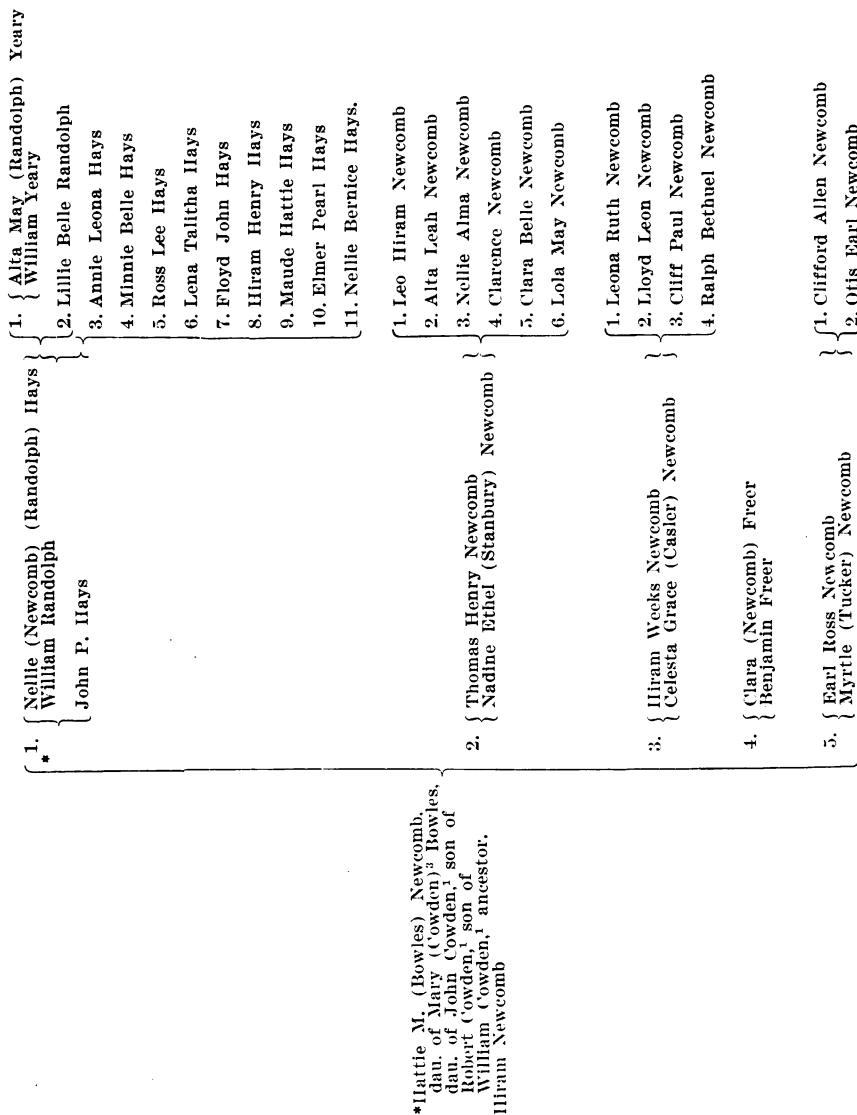 *Hattie M. (Bowles) Newcomb,
dau. of Mary (Cowden)³ Bowles,
dau. of John Cowden,¹ son of
Robert Cowden,¹ son of
William Cowden,¹ ancestor.
Hiram Newcomb
* 1. { Nellie (Newcomb) (Randolph) Hays }
William Randolph
John P. Hays
1. { Alta May (Randolph) Yeary
William Yeary
2. Lillie Belle Randolph
3. Annie Leona Hays
4. Minnie Belle Hays
5. Ross Lee Hays
6. Lena Talitha Hays
7. Floyd John Hays
8. Hiram Henry Hays
9. Maude Hattie Hays
10. Elmer Pearl Hays
11. Nellie Bernice Hays.
2. { Thomas Henry Newcomb
Nadine Ethel (Stanbury) Newcomb }
1. Leo Hiram Newcomb
2. Alta Leah Newcomb
3. Nellie Alma Newcomb
4. Clarence Newcomb
5. Clara Belle Newcomb
6. Lola May Newcomb
3. { Hiram Weeks Newcomb
Celesta Grace (Casler) Newcomb }
1. Leona Ruth Newcomb
2. Lloyd Leon Newcomb
3. Cliff Paul Newcomb
4. Ralph Bethuel Newcomb
4. { Clara (Newcomb) Freer
Benjamin Freer
5. { Earl Ross Newcomb
Myrtle (Tucker) Newcomb }
1. Clifford Allen Newcomb
2. Otis Earl Newcomb